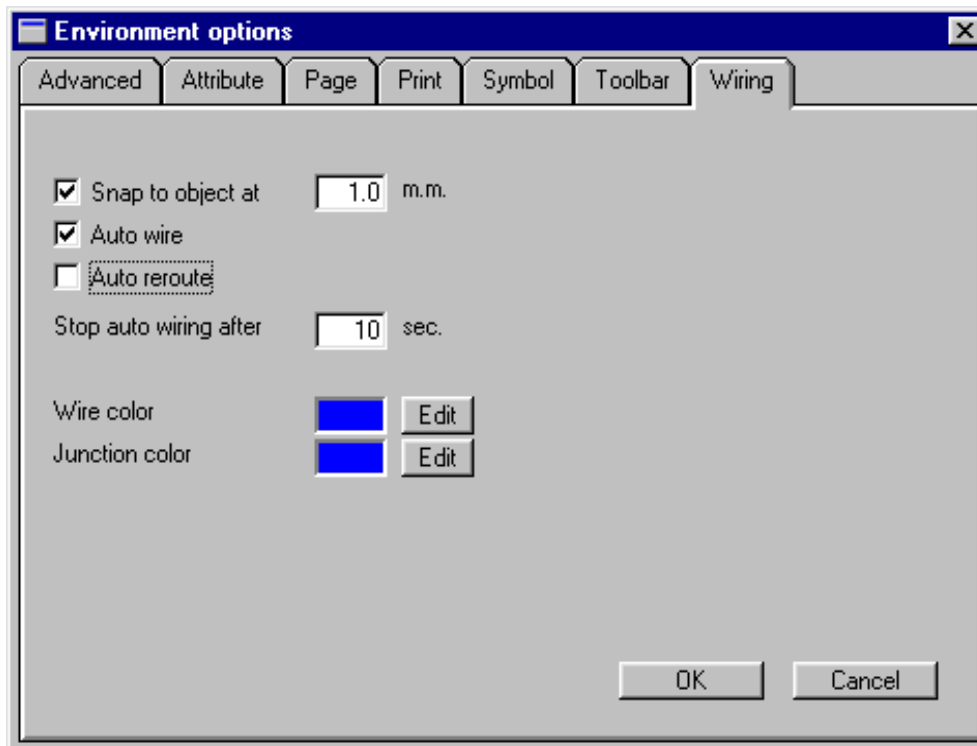 Environment options
Advanced Attribute Page Print Symbol Toolbar Wiring
Snap to object at 1.0 m.m.
Auto wire
Auto reroute
Stop auto wiring after 10 sec.
Wire color Edit
Junction color Edit
OK Cancel